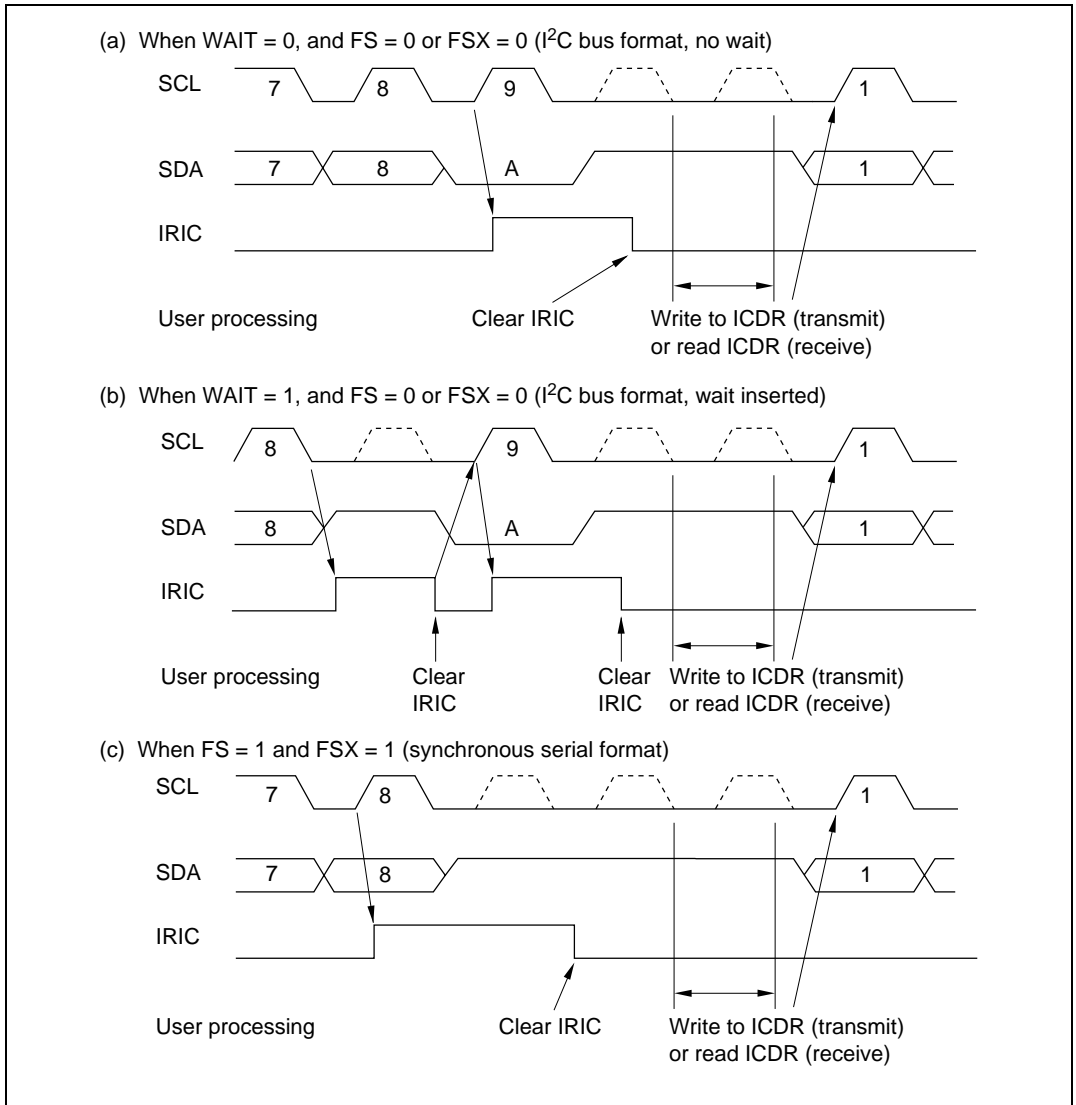 (a) When WAIT = 0, and FS = 0 or FSX = 0 (I²C bus format, no wait)
SCL 7 8 9 1
SDA 7 8 A 1
IRIC
User processing Clear IRIC Write to ICDR (transmit)
or read ICDR (receive)
(b) When WAIT = 1, and FS = 0 or FSX = 0 (I²C bus format, wait inserted)
SCL 8 9 1
SDA 8 A 1
IRIC
User processing Clear Clear Write to ICDR (transmit)
IRIC IRIC or read ICDR (receive)
(c) When FS = 1 and FSX = 1 (synchronous serial format)
SCL 7 8 1
SDA 7 8 1
IRIC
User processing Clear IRIC Write to ICDR (transmit)
or read ICDR (receive)